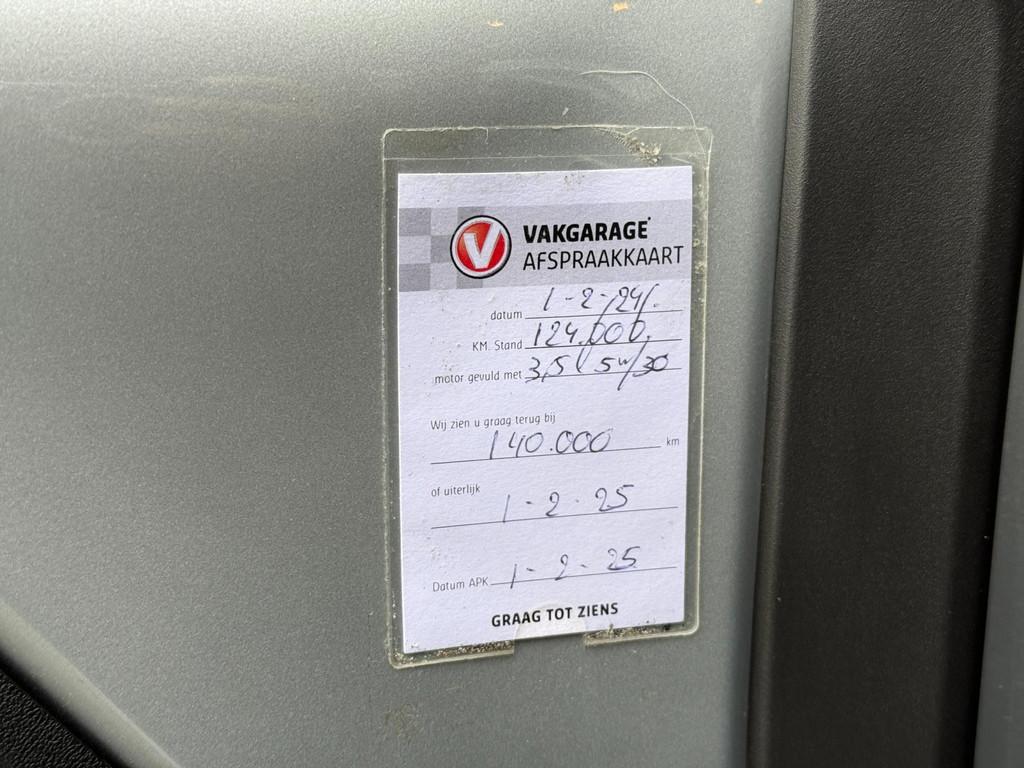 V VAKGARAGE
AFSPRAAKKAART
datum 1-2-24.
KM. Stand 124.000.
motor gevuld met 3,5 l 5w/30
Wij zien u graag terug bij
140.000 km
of uiterlijk
1-2-25
Datum APK 1-2-25
GRAAG TOT ZIENS